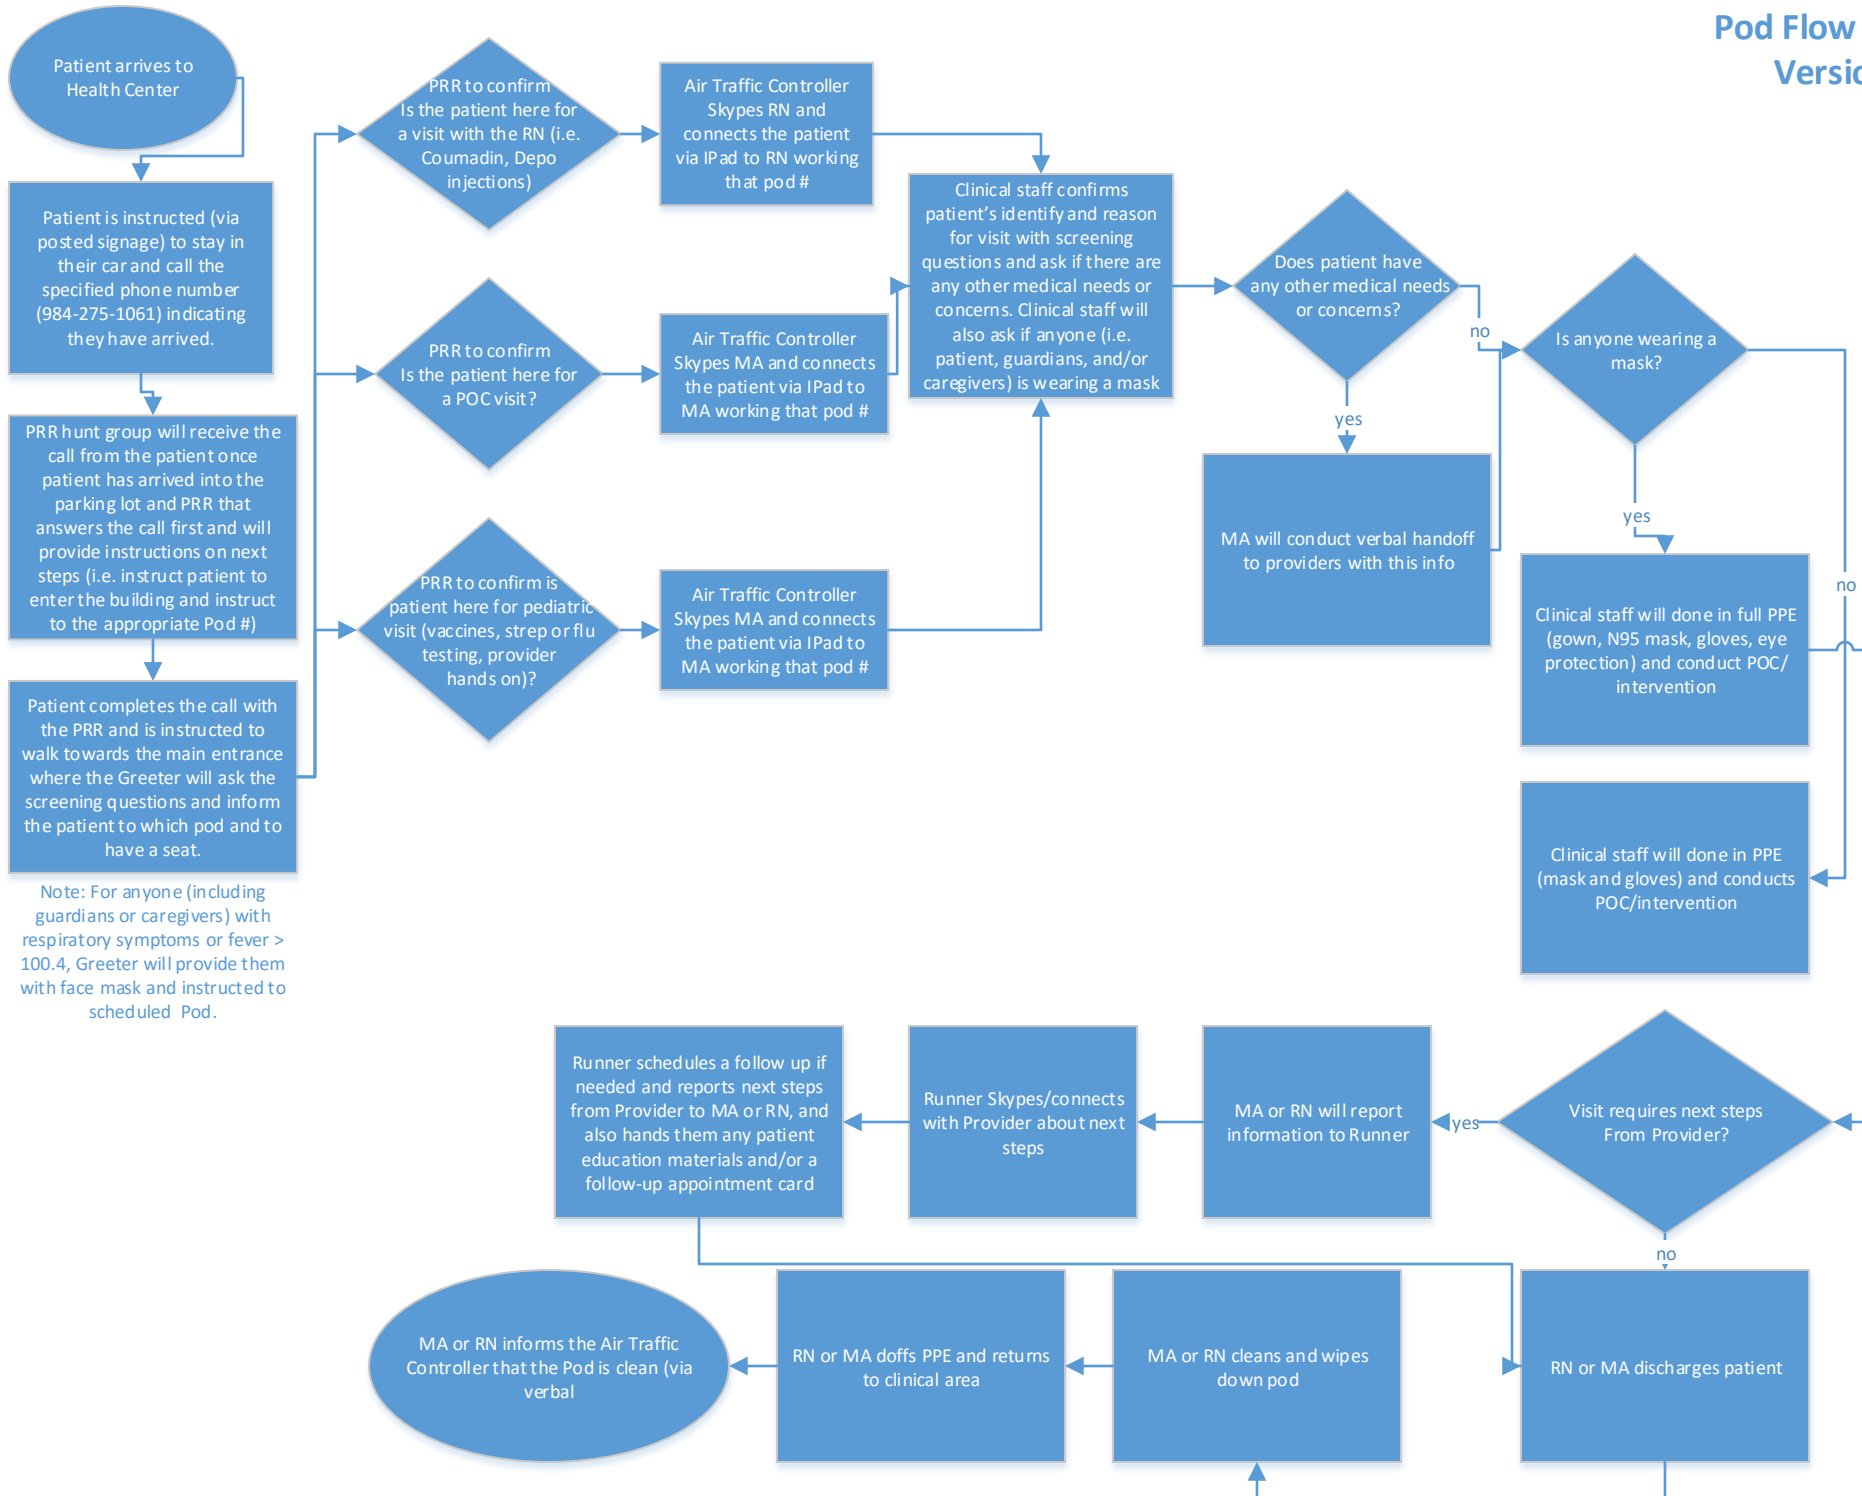 Pod Flow
Versio
Patient arrives to
Health Center
Patient is instructed (via
posted signage) to stay in
their car and call the
specified phone number
(984-275-1061) indicating
they have arrived.
PRR hunt group will receive the
call from the patient once
patient has arrived into the
parking lot and PRR that
answers the call first and will
provide instructions on next
steps (i.e. instruct patient to
enter the building and instruct
to the appropriate Pod #)
Patient completes the call with
the PRR and is instructed to
walk towards the main entrance
where the Greeter will ask the
screening questions and inform
the patient to which pod and to
have a seat.
Note: For anyone (including
guardians or caregivers) with
respiratory symptoms or fever >
100.4, Greeter will provide them
with face mask and instructed to
scheduled Pod.
PRR to confirm
Is the patient here for
a visit with the RN (i.e.
Coumadin, Depo
injections)
Air Traffic Controller
Skypes RN and
connects the patient
via IPad to RN working
that pod #
PRR to confirm
Is the patient here for
a POC visit?
Air Traffic Controller
Skypes MA and connects
the patient via IPad to
MA working that pod #
PRR to confirm is
patient here for pediatric
visit (vaccines, strep or flu
testing, provider
hands on)?
Air Traffic Controller
Skypes MA and connects
the patient via IPad to
MA working that pod #
Clinical staff confirms
patient's identify and reason
for visit with screening
questions and ask if there are
any other medical needs or
concerns. Clinical staff will
also ask if anyone (i.e.
patient, guardians, and/or
caregivers) is wearing a mask
Does patient have
any other medical needs
or concerns?
no
yes
MA will conduct verbal handoff
to providers with this info
Is anyone wearing a
mask?
yes
no
Clinical staff will done in full PPE
(gown, N95 mask, gloves, eye
protection) and conduct POC/
intervention
Clinical staff will done in PPE
(mask and gloves) and conducts
POC/intervention
Visit requires next steps
From Provider?
yes
no
MA or RN will report
information to Runner
Runner Skypes/connects
with Provider about next
steps
Runner schedules a follow up if
needed and reports next steps
from Provider to MA or RN, and
also hands them any patient
education materials and/or a
follow-up appointment card
RN or MA discharges patient
MA or RN cleans and wipes
down pod
RN or MA doffs PPE and returns
to clinical area
MA or RN informs the Air Traffic
Controller that the Pod is clean (via
verbal